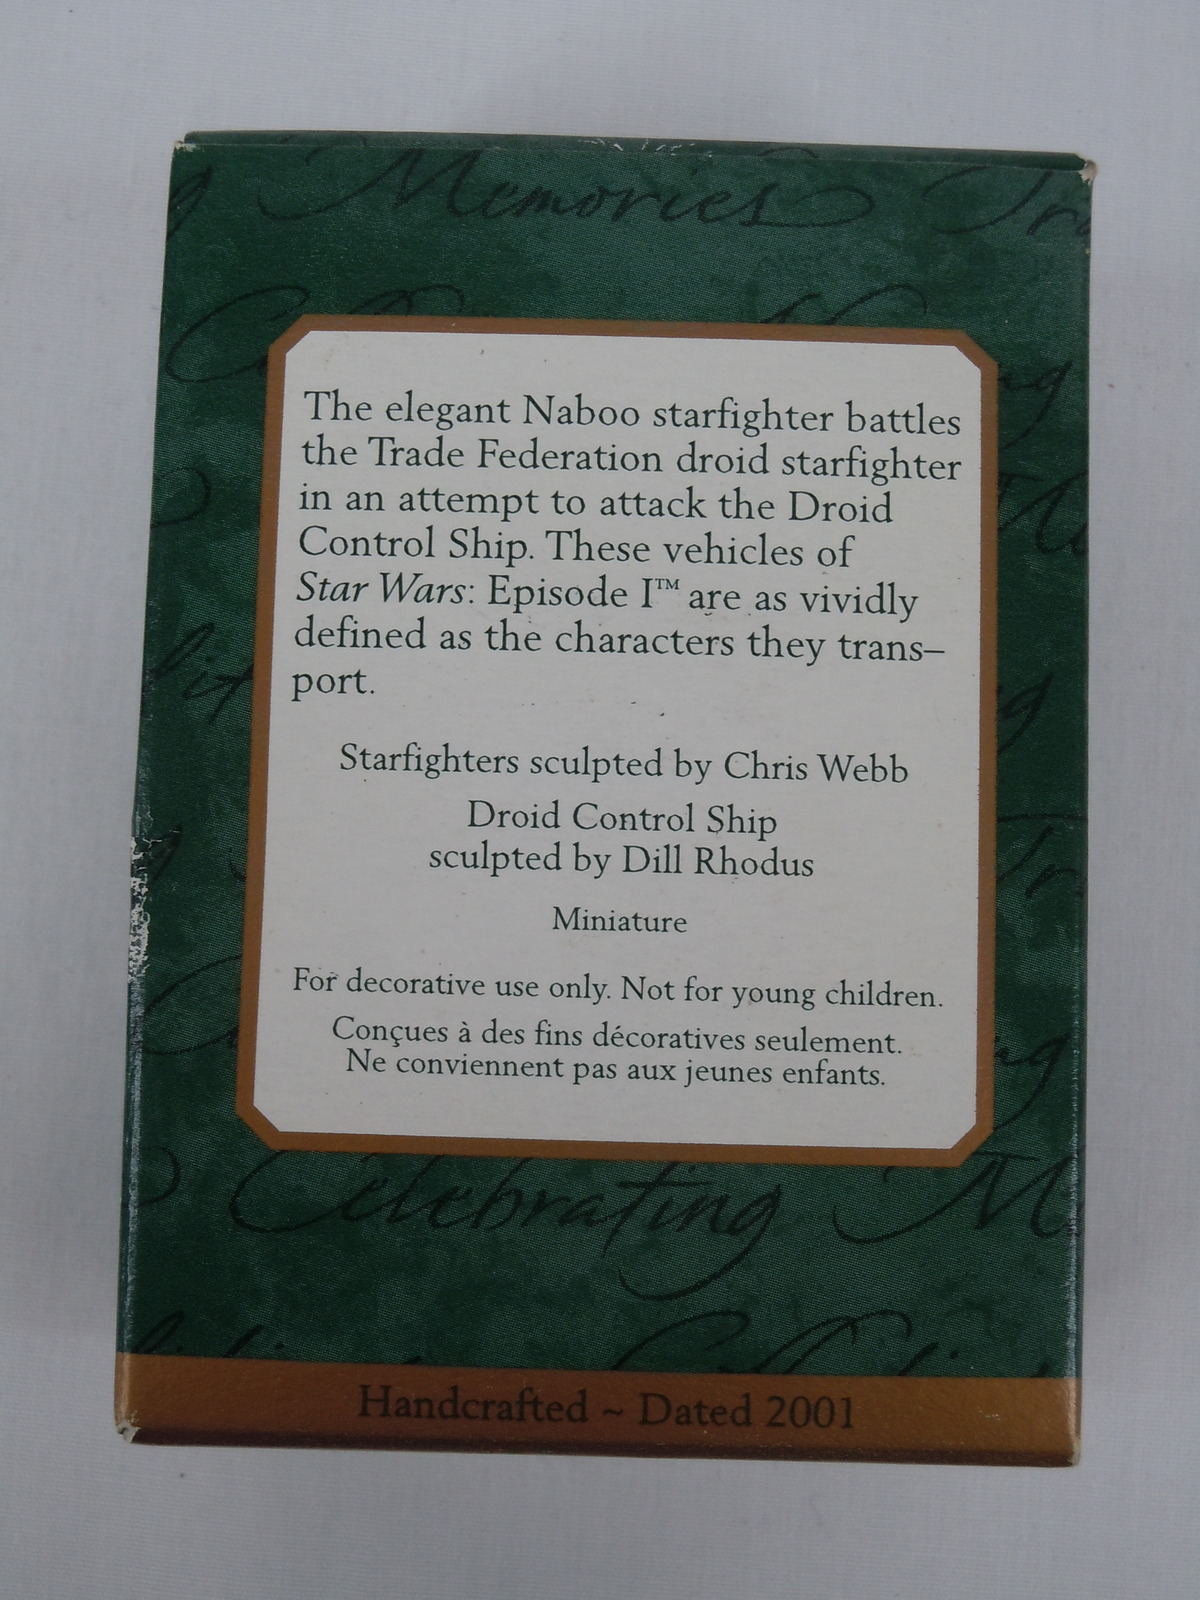 Memories
The elegant Naboo starfighter battles
the Trade Federation droid starfighter
in an attempt to attack the Droid
Control Ship. These vehicles of
Star Wars: Episode I™ are as vividly
defined as the characters they trans–
port.
Starfighters sculpted by Chris Webb
Droid Control Ship
sculpted by Dill Rhodus
Miniature
For decorative use only. Not for young children.
Conçues à des fins décoratives seulement.
Ne conviennent pas aux jeunes enfants.
Celebrating
Handcrafted ~ Dated 2001